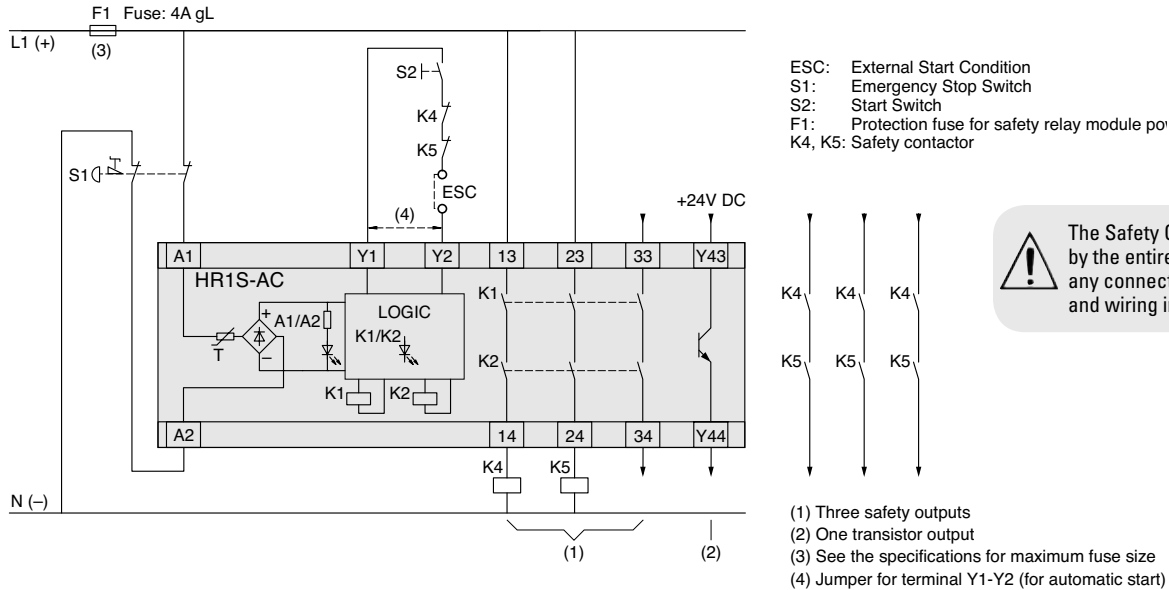 F1 Fuse: 4A gL
L1 (+)
(3)
S2
K4
K5
ESC
S1
(4)
+24V DC
A1 Y1 Y2 13 23 33 Y43
HR1S-AC
LOGIC
K1/K2
+
A1/A2
T
–
K1 K2
K1
K2
A2 14 24 34 Y44
K4 K5
N (–)
(1) (2)
ESC: External Start Condition
S1: Emergency Stop Switch
S2: Start Switch
F1: Protection fuse for safety relay module
K4, K5: Safety contactor
The Safety
by the entire
any connect
and wiring
K4 K4 K4
K5 K5 K5
(1) Three safety outputs
(2) One transistor output
(3) See the specifications for maximum fuse size
(4) Jumper for terminal Y1-Y2 (for automatic start)